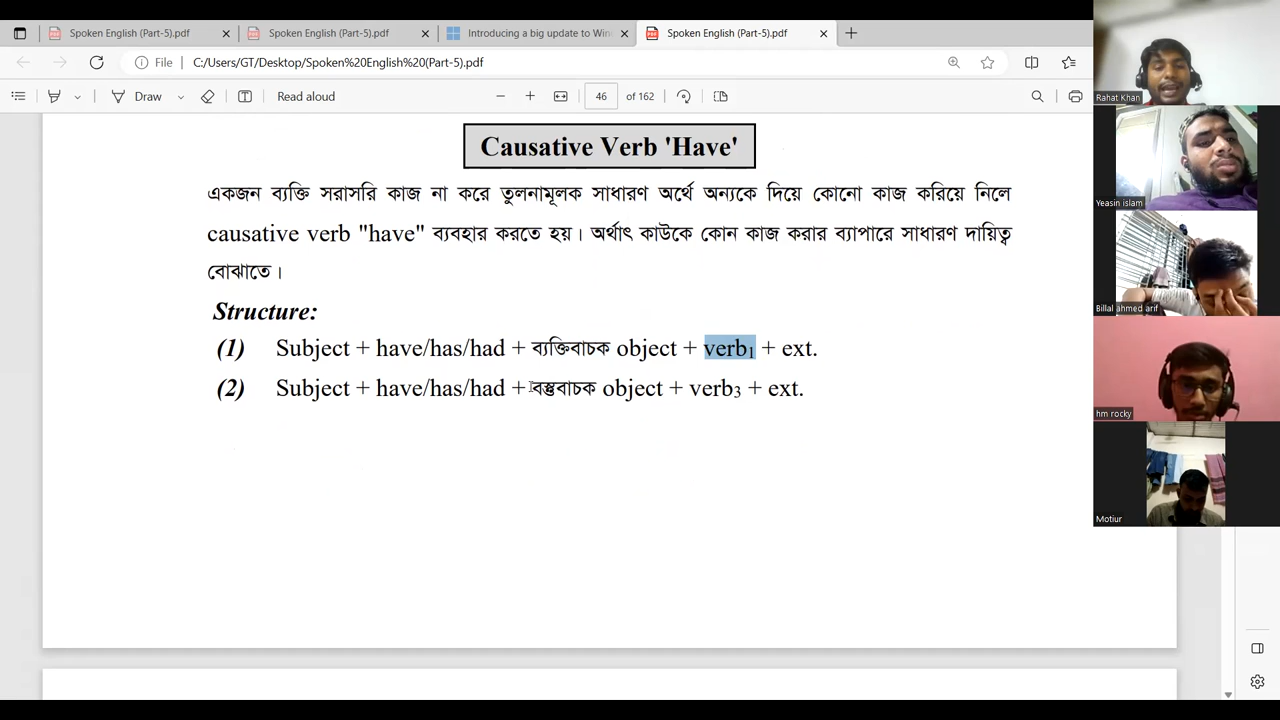 Spoken English (Part-5).pdf
Spoken English (Part-5).pdf
Introducing a big update to Win
Spoken English (Part-5).pdf
File C:/Users/GT/Desktop/Spoken%20English%20(Part-5).pdf
Draw Read aloud 46 of 162
Causative Verb 'Have'
একজন ব্যক্তি সরাসরি কাজ না করে তুলনামূলক সাধারণ অর্থে অন্যকে দিয়ে কোনো কাজ করিয়ে নিলে
causative verb "have" ব্যবহার করতে হয়। অর্থাৎ কাউকে কোন কাজ করার ব্যাপারে সাধারণ দায়িত্ব
বোঝাতে।
Structure:
(1) Subject + have/has/had + ব্যক্তিবাচক object + verb₁ + ext.
(2) Subject + have/has/had + বস্তুবাচক object + verb₃ + ext.
Rahat Khan
Yeasin islam
Billal ahmed arif
hm rocky
Motiur